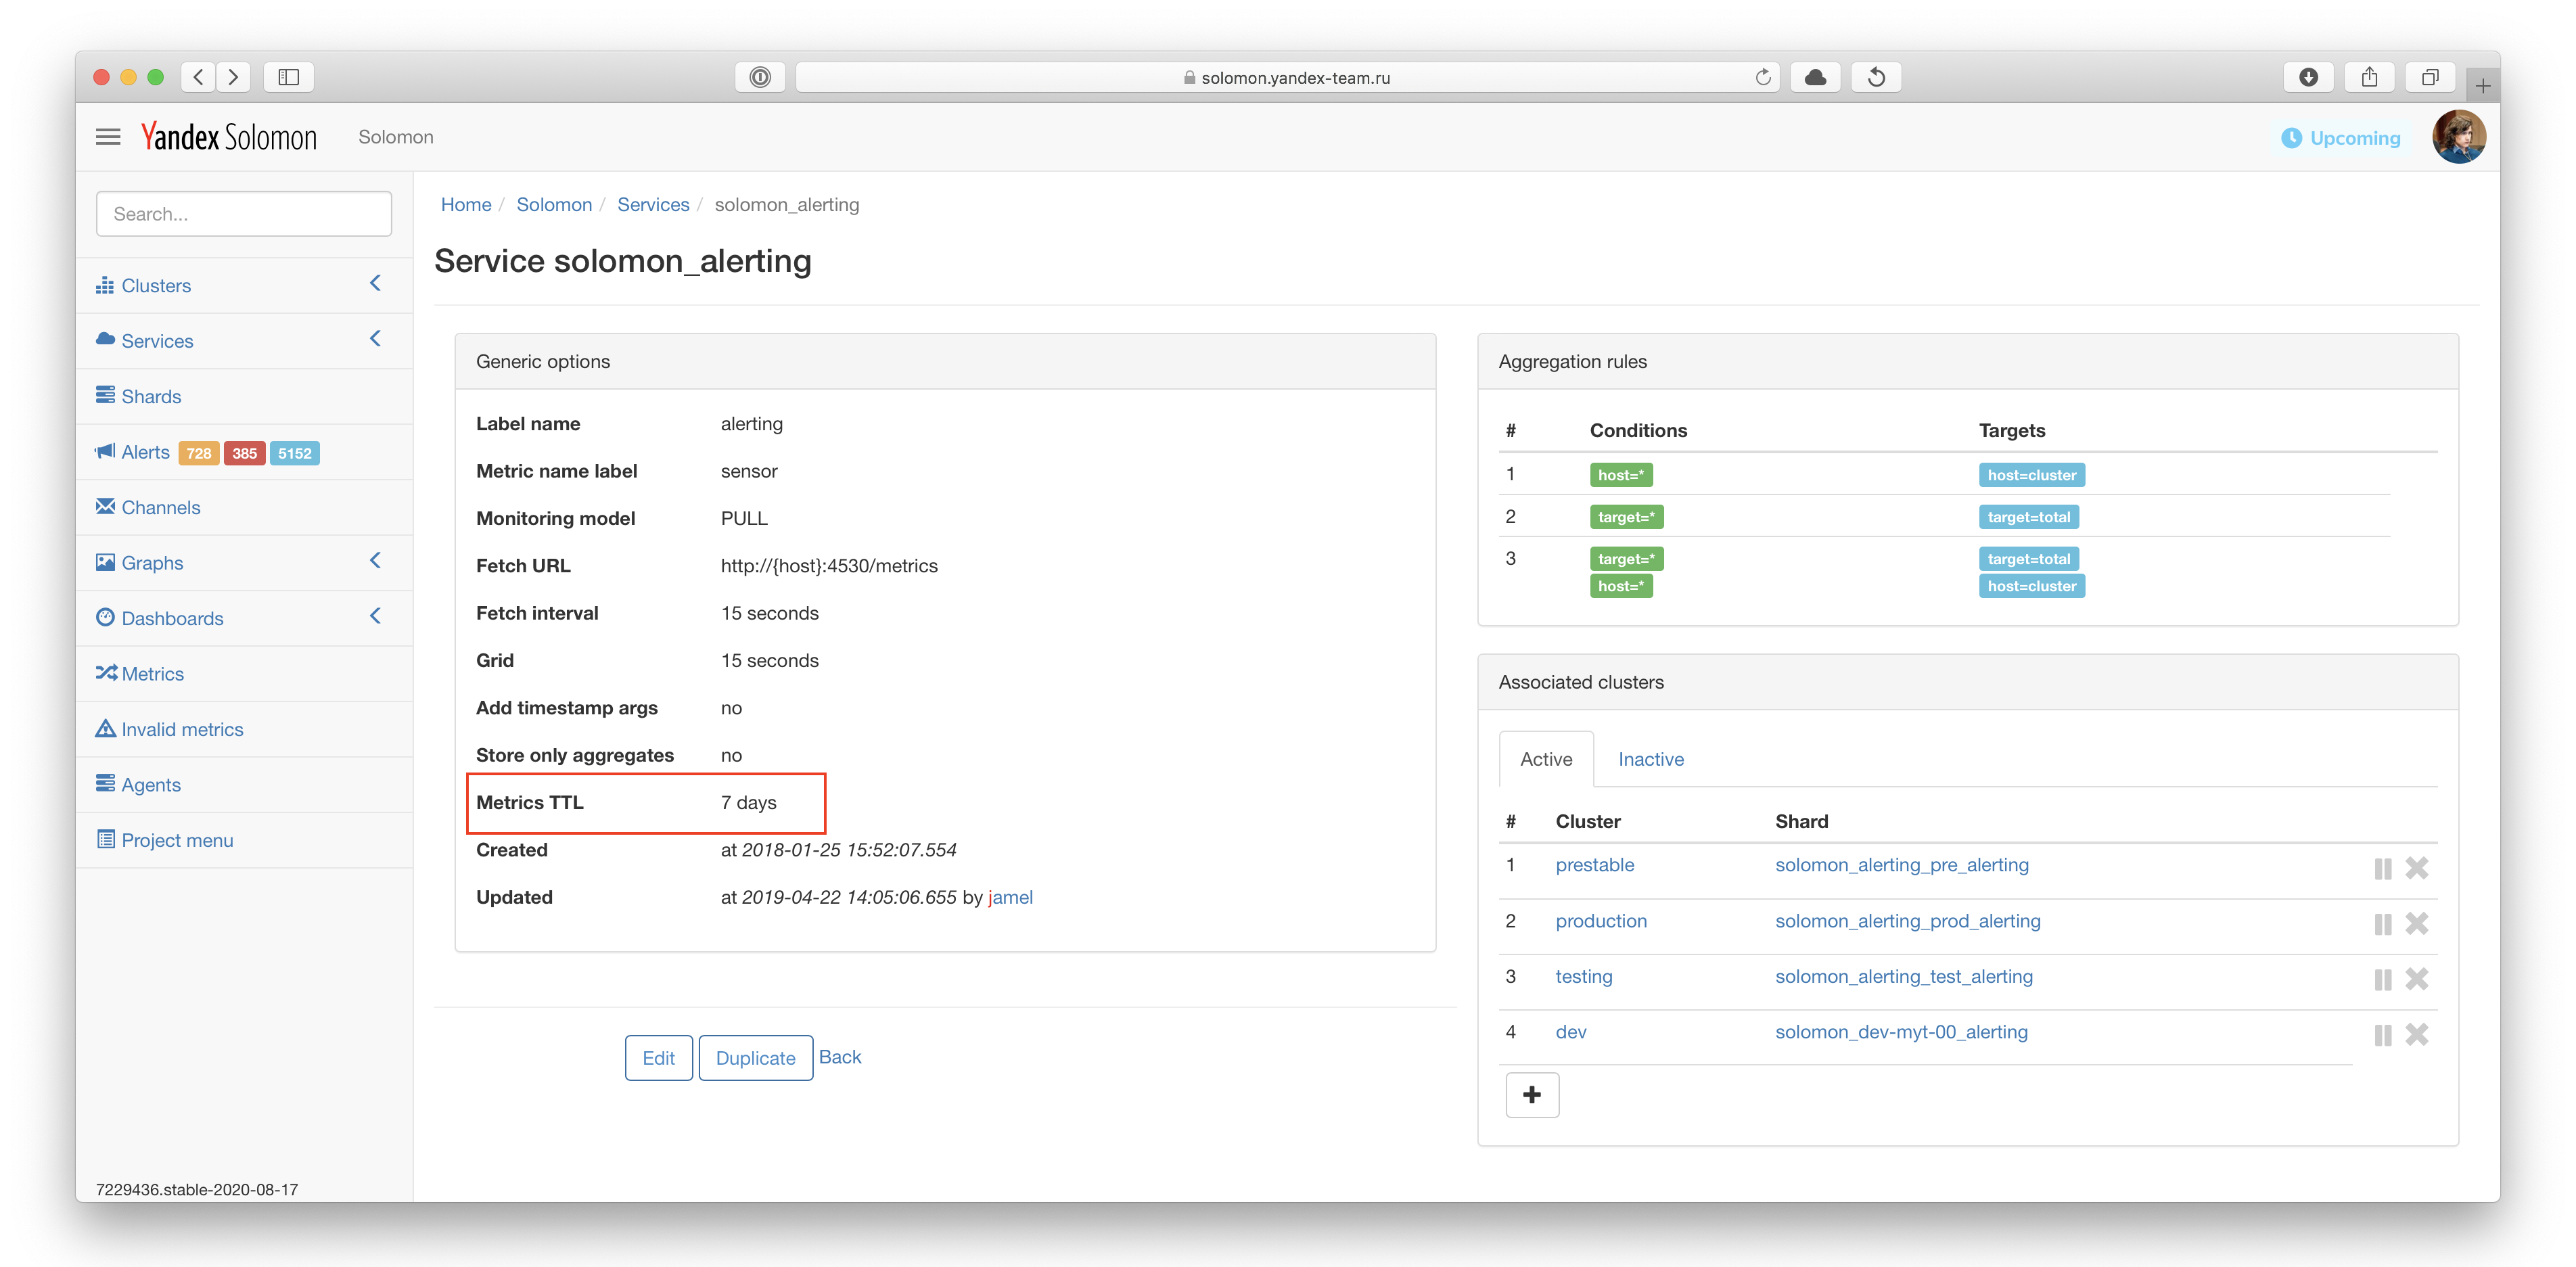 solomon.yandex-team.ru
Yandex Solomon
Solomon
Upcoming
Search...
Clusters
Services
Shards
Alerts 728 385 5152
Channels
Graphs
Dashboards
Metrics
Invalid metrics
Agents
Project menu
7229436.stable-2020-08-17
Home / Solomon / Services / solomon_alerting
Service solomon_alerting
Generic options
Label name alerting
Metric name label sensor
Monitoring model PULL
Fetch URL http://{host}:4530/metrics
Fetch interval 15 seconds
Grid 15 seconds
Add timestamp args no
Store only aggregates no
Metrics TTL 7 days
Created at 2018-01-25 15:52:07.554
Updated at 2019-04-22 14:05:06.655 by jamel
Edit Duplicate Back
Aggregation rules
# Conditions Targets
1 host=* host=cluster
2 target=* target=total
3 target=* target=total
host=* host=cluster
Associated clusters
Active Inactive
# Cluster Shard
1 prestable solomon_alerting_pre_alerting
2 production solomon_alerting_prod_alerting
3 testing solomon_alerting_test_alerting
4 dev solomon_dev-myt-00_alerting